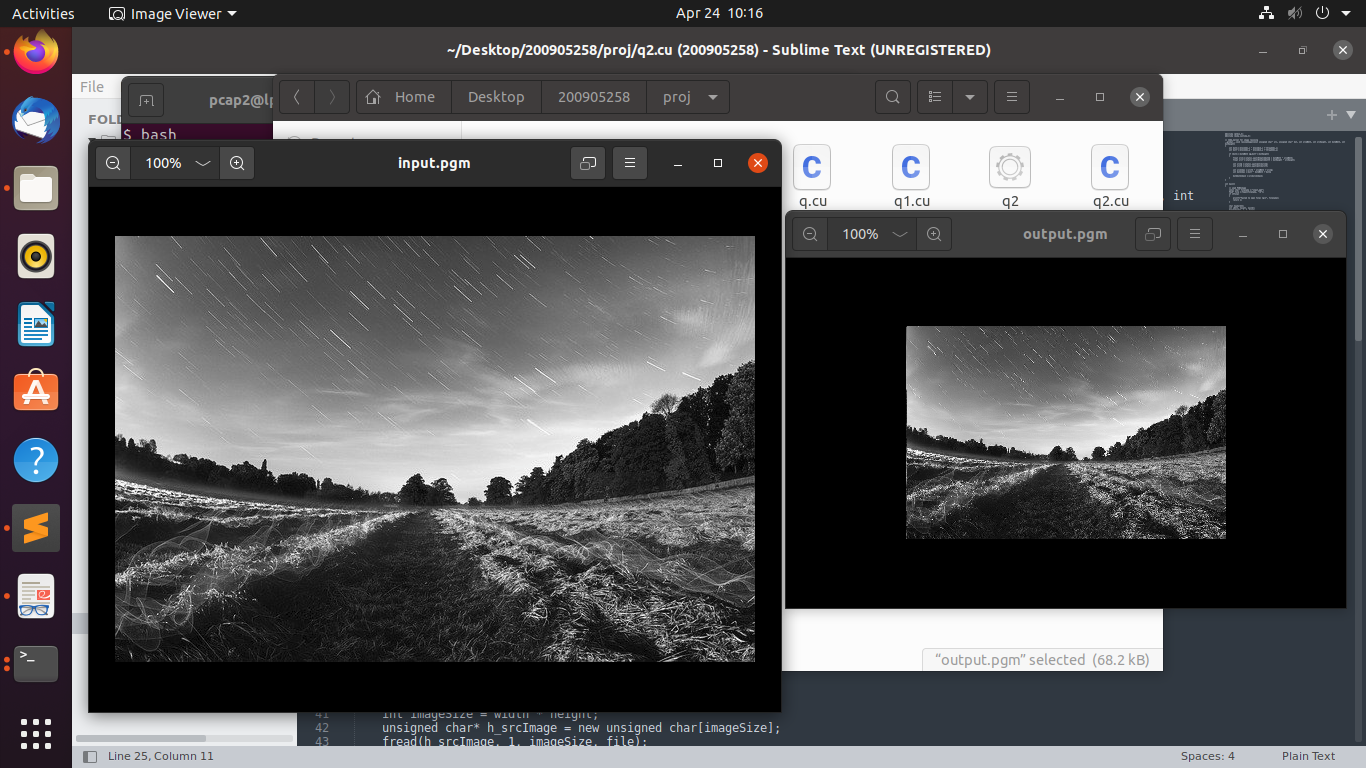 Activities
Image Viewer
Apr 24 10:16
~/Desktop/200905258/proj/q2.cu (200905258) - Sublime Text (UNREGISTERED)
File
FOLD
pcap2@lp
$ bash
Home
Desktop
200905258
proj
100%
input.pgm
q.cu
q1.cu
q2
q2.cu
int
100%
output.pgm
"output.pgm" selected (68.2 kB)
41 int imageSize = width * height;
42 unsigned char* h_srcImage = new unsigned char[imageSize];
43 fread(h_srcImage, 1, imageSize, file);
Line 25, Column 11
Spaces: 4
Plain Text